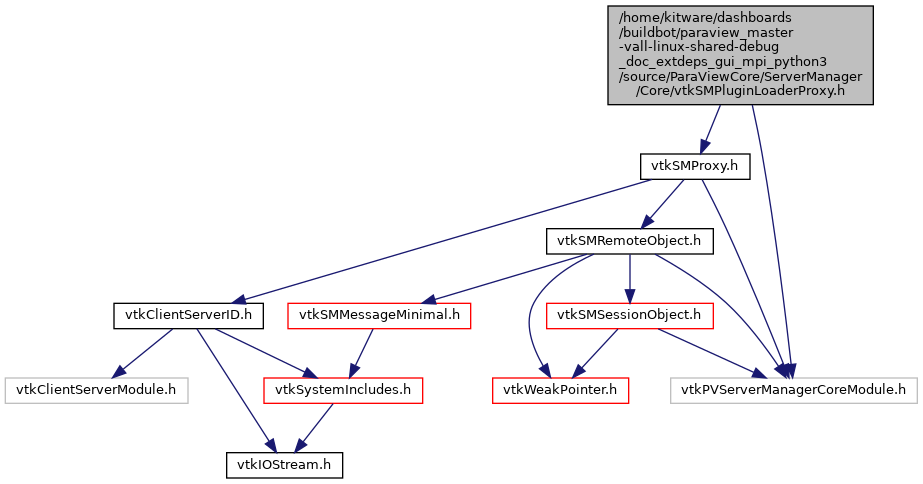 /home/kitware/dashboards
/buildbot/paraview_master
-vall-linux-shared-debug
_doc_extdeps_gui_mpi_python3
/source/ParaViewCore/ServerManager
/Core/vtkSMPluginLoaderProxy.h
vtkSMProxy.h
vtkSMRemoteObject.h
vtkClientServerID.h
vtkSMMessageMinimal.h
vtkSMSessionObject.h
vtkClientServerModule.h
vtkSystemIncludes.h
vtkWeakPointer.h
vtkPVServerManagerCoreModule.h
vtkIOStream.h